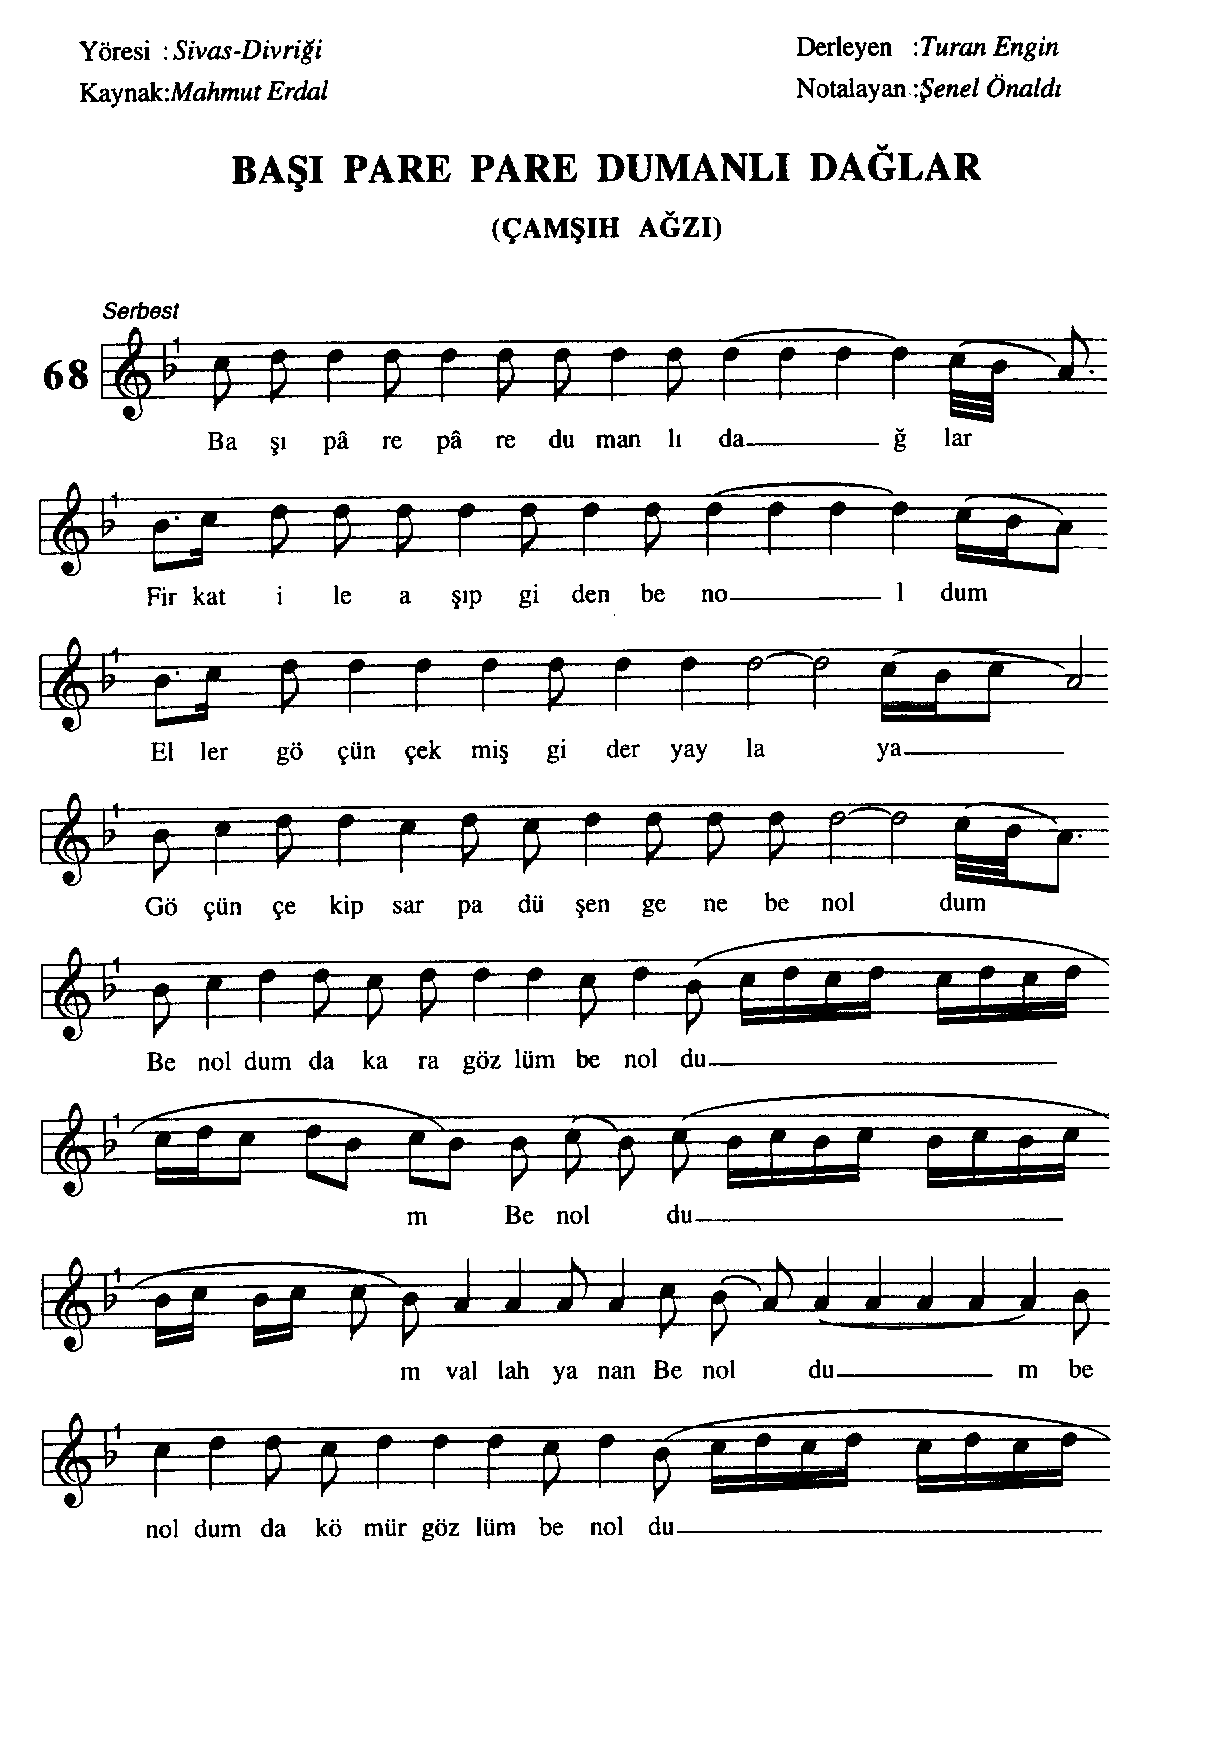 Yöresi : Sivas-Divriği
Derleyen :Turan Engin
Kaynak:Mahmut Erdal
Notalayan :Şenel Önaldı
BAŞI PARE PARE DUMANLI DAĞLAR
(ÇAMŞIH AĞZI)
Serbest
68
Ba şı pâ re pâ re du man lı da ğ lar
Fir kat i le a şıp gi den be no l dum
El ler gö çün çek miş gi der yay la ya
Gö çün çe kip sar pa dü şen ge ne be nol dum
Be nol dum da ka ra göz lüm be nol du
m Be nol du
m val lah ya nan Be nol du m be
nol dum da kö mür göz lüm be nol du